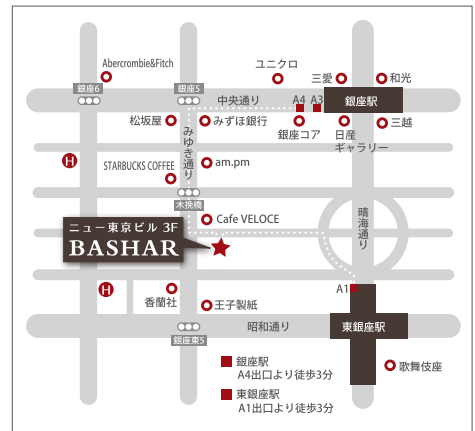 Abercrombie&Fitch
ユニクロ
三愛
和光
銀座6
銀座5
中央通り
A4
A3
銀座駅
松坂屋
みずほ銀行
銀座コア
日産
ギャラリー
三越
みゆき通り
H
STARBUCKS COFFEE
am.pm
木挽橋
Cafe VELOCE
晴海通り
ニュー東京ビル 3F
BASHAR
A1
H
香蘭社
王子製紙
昭和通り
東銀座駅
銀座東5
銀座駅
A4出口より徒歩3分
歌舞伎座
東銀座駅
A1出口より徒歩3分